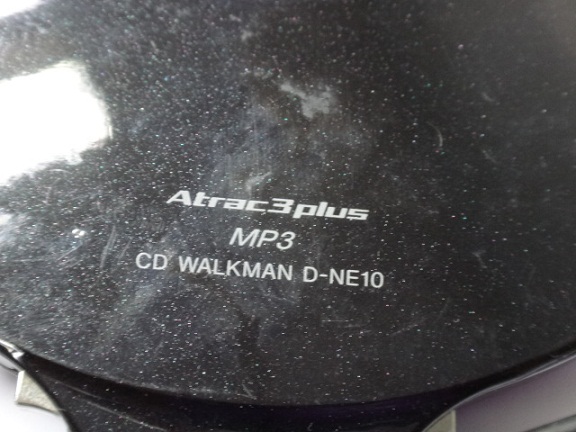 Atrac3plus
MP3
CD WALKMAN D-NE10